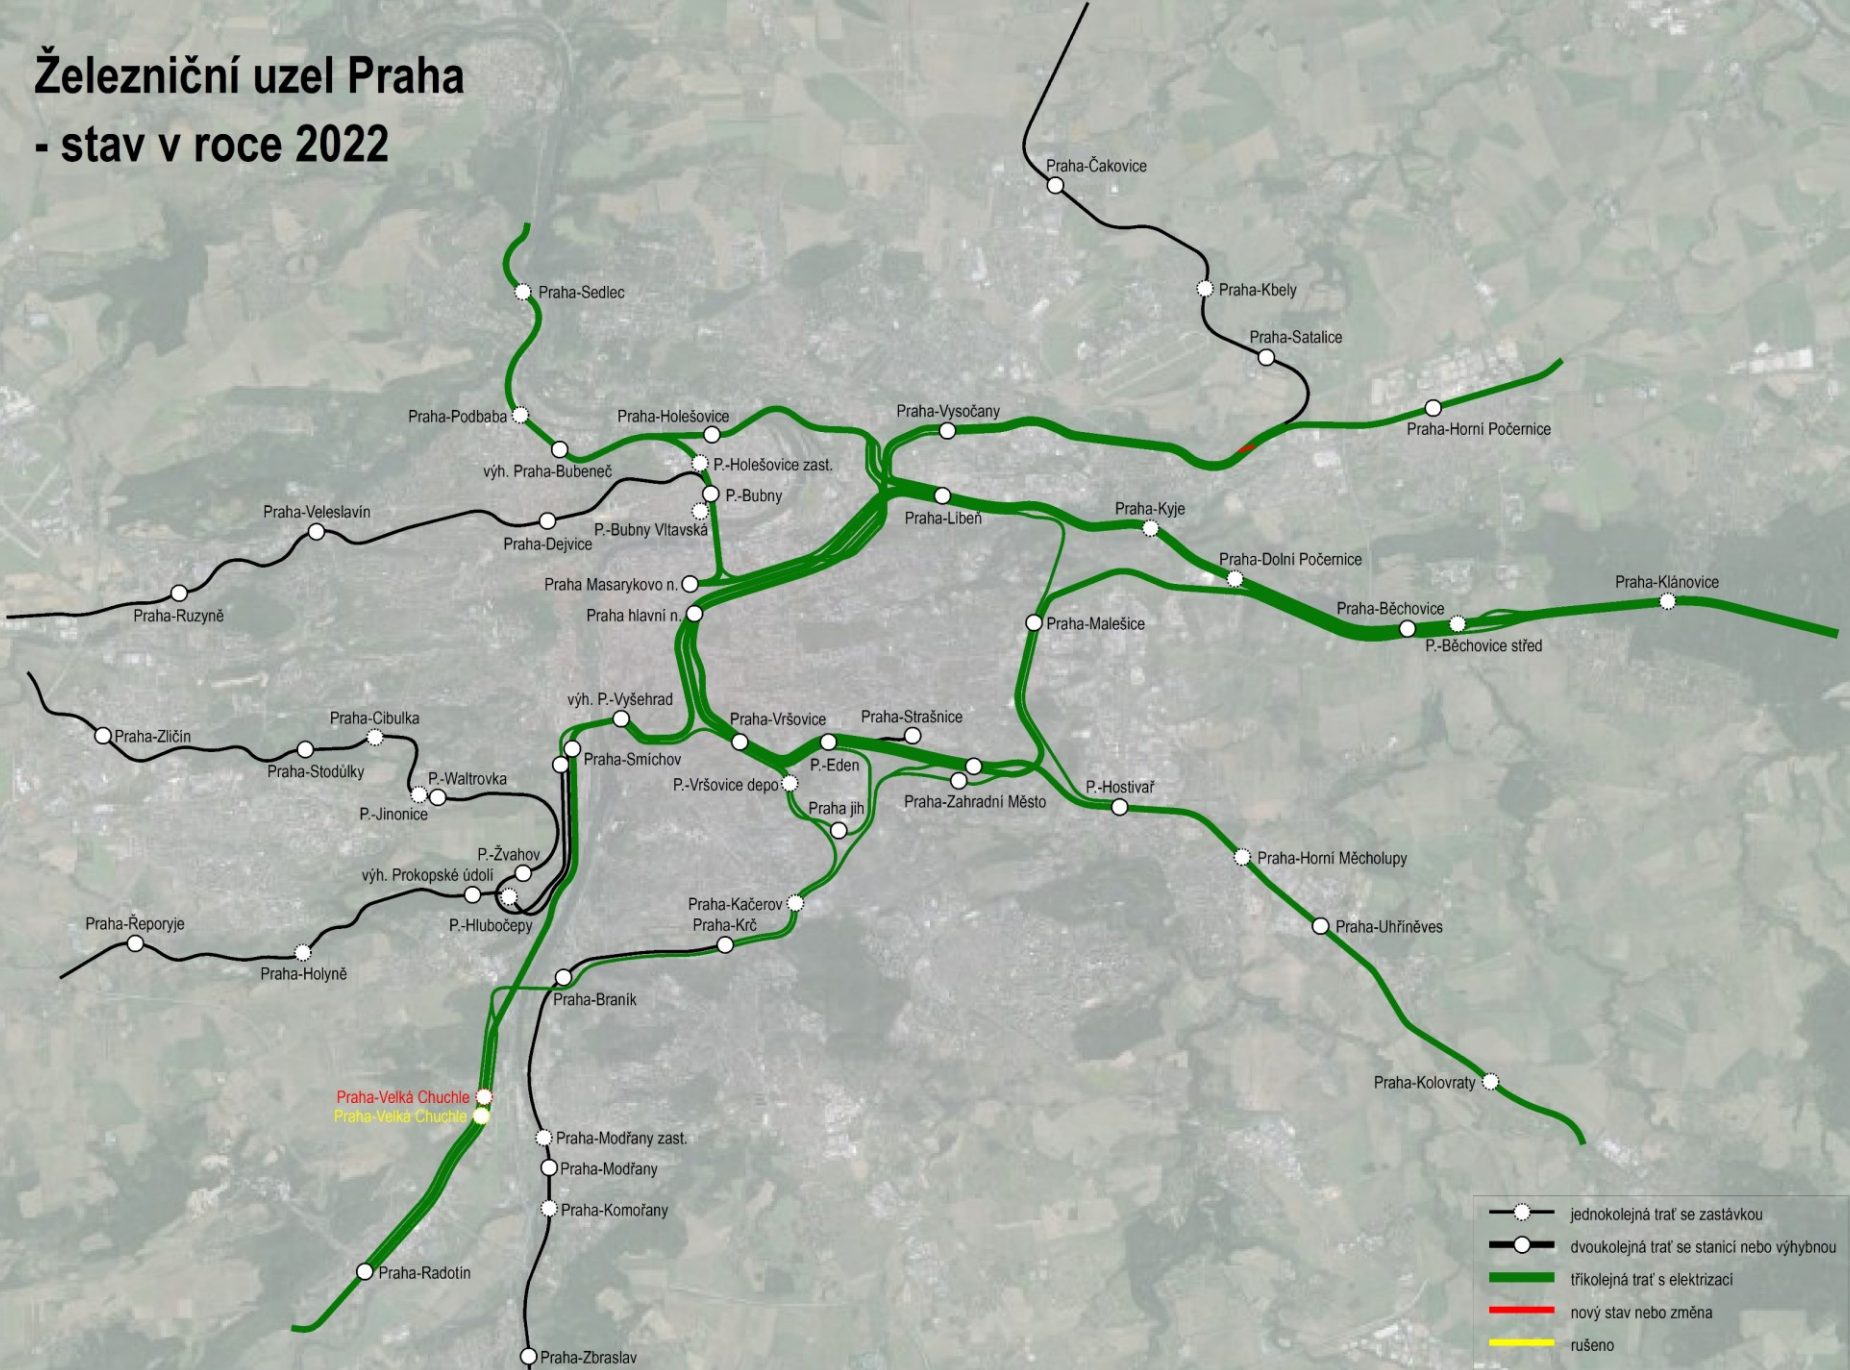 Železniční uzel Praha
- stav v roce 2022
Praha-Čakovice
Praha-Kbely
Praha-Sedlec
Praha-Satalice
Praha-Podbaba
Praha-Holešovice
Praha-Vysočany
Praha-Horní Počernice
výh. Praha-Bubeneč
P.-Holešovice zast.
P.-Bubny
Praha-Veleslavín
Praha-Libeň
Praha-Kyje
P.-Bubny Vltavská
Praha-Dejvice
Praha-Dolní Počernice
Praha Masarykovo n.
Praha-Klánovice
Praha-Ruzyně
Praha hlavní n.
Praha-Běchovice
Praha-Malešice
P.-Běchovice střed
výh. P.-Vyšehrad
Praha-Cibulka
Praha-Vršovice
Praha-Strašnice
Praha-Zličín
Praha-Smíchov
P.-Eden
Praha-Stodůlky
P.-Waltrovka
P.-Vršovice depo
P.-Hostivař
Praha-Zahradní Město
P.-Jinonice
Praha jih
P.-Žvahov
Praha-Horní Měcholupy
výh. Prokopské údolí
Praha-Kačerov
Praha-Řeporyje
P.-Hlubočepy
Praha-Krč
Praha-Uhříněves
Praha-Holyně
Praha-Braník
Praha-Kolovraty
Praha-Velká Chuchle
Praha-Velká Chuchle
Praha-Modřany zast.
Praha-Modřany
Praha-Komořany
Praha-Radotín
Praha-Zbraslav
jednokolejná trať se zastávkou
dvoukolejná trať se stanicí nebo výhybnou
tříkolejná trať s elektrizací
nový stav nebo změna
rušeno